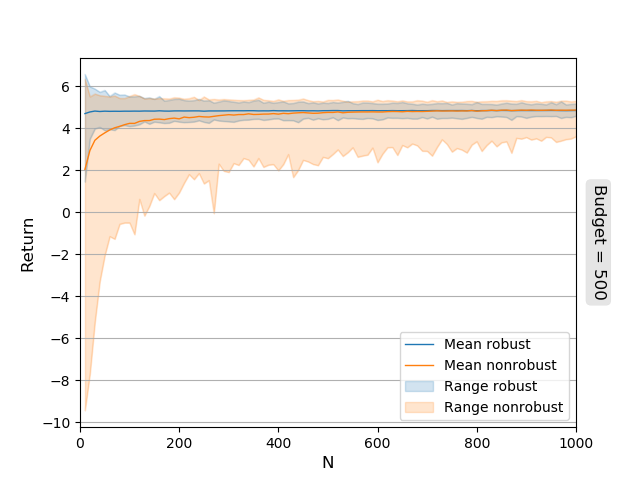 6
4
2
0
−2
−4
−6
−8
−10
Return
0
200
400
600
800
1000
N
Mean robust
Mean nonrobust
Range robust
Range nonrobust
Budget = 500